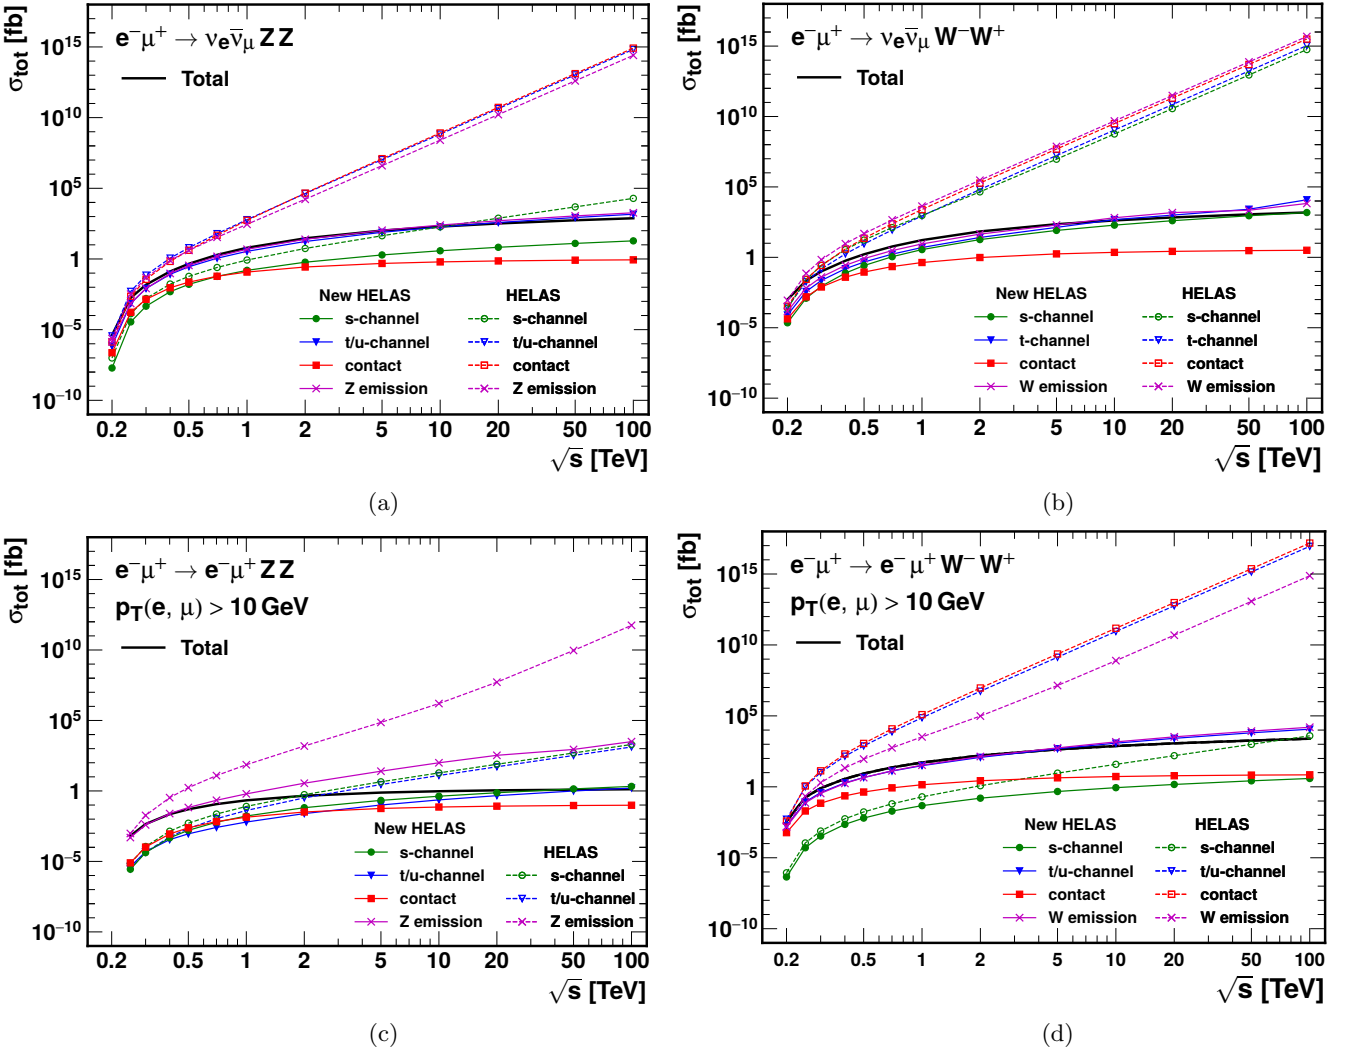 σtot [fb]
e⁻μ⁺ → νe ν̄μ Z Z
Total
10¹⁵
10¹⁰
10⁵
1
10⁻⁵
10⁻¹⁰
New HELAS HELAS
s-channel s-channel
t/u-channel t/u-channel
contact contact
Z emission Z emission
0.2 0.5 1 2 5 10 20 50 100
√s [TeV]
(a)
σtot [fb]
e⁻μ⁺ → νe ν̄μ W⁻W⁺
Total
10¹⁵
10¹⁰
10⁵
1
10⁻⁵
10⁻¹⁰
New HELAS HELAS
s-channel s-channel
t-channel t-channel
contact contact
W emission W emission
0.2 0.5 1 2 5 10 20 50 100
√s [TeV]
(b)
σtot [fb]
e⁻μ⁺ → e⁻μ⁺ Z Z
pT(e, μ) > 10 GeV
Total
10¹⁵
10¹⁰
10⁵
1
10⁻⁵
10⁻¹⁰
New HELAS
s-channel HELAS
t/u-channel s-channel
contact t/u-channel
Z emission Z emission
0.2 0.5 1 2 5 10 20 50 100
√s [TeV]
(c)
σtot [fb]
e⁻μ⁺ → e⁻ μ⁺ W⁻ W⁺
pT(e, μ) > 10 GeV
Total
10¹⁵
10¹⁰
10⁵
1
10⁻⁵
10⁻¹⁰
New HELAS HELAS
s-channel s-channel
t/u-channel t/u-channel
contact contact
W emission W emission
0.2 0.5 1 2 5 10 20 50 100
√s [TeV]
(d)